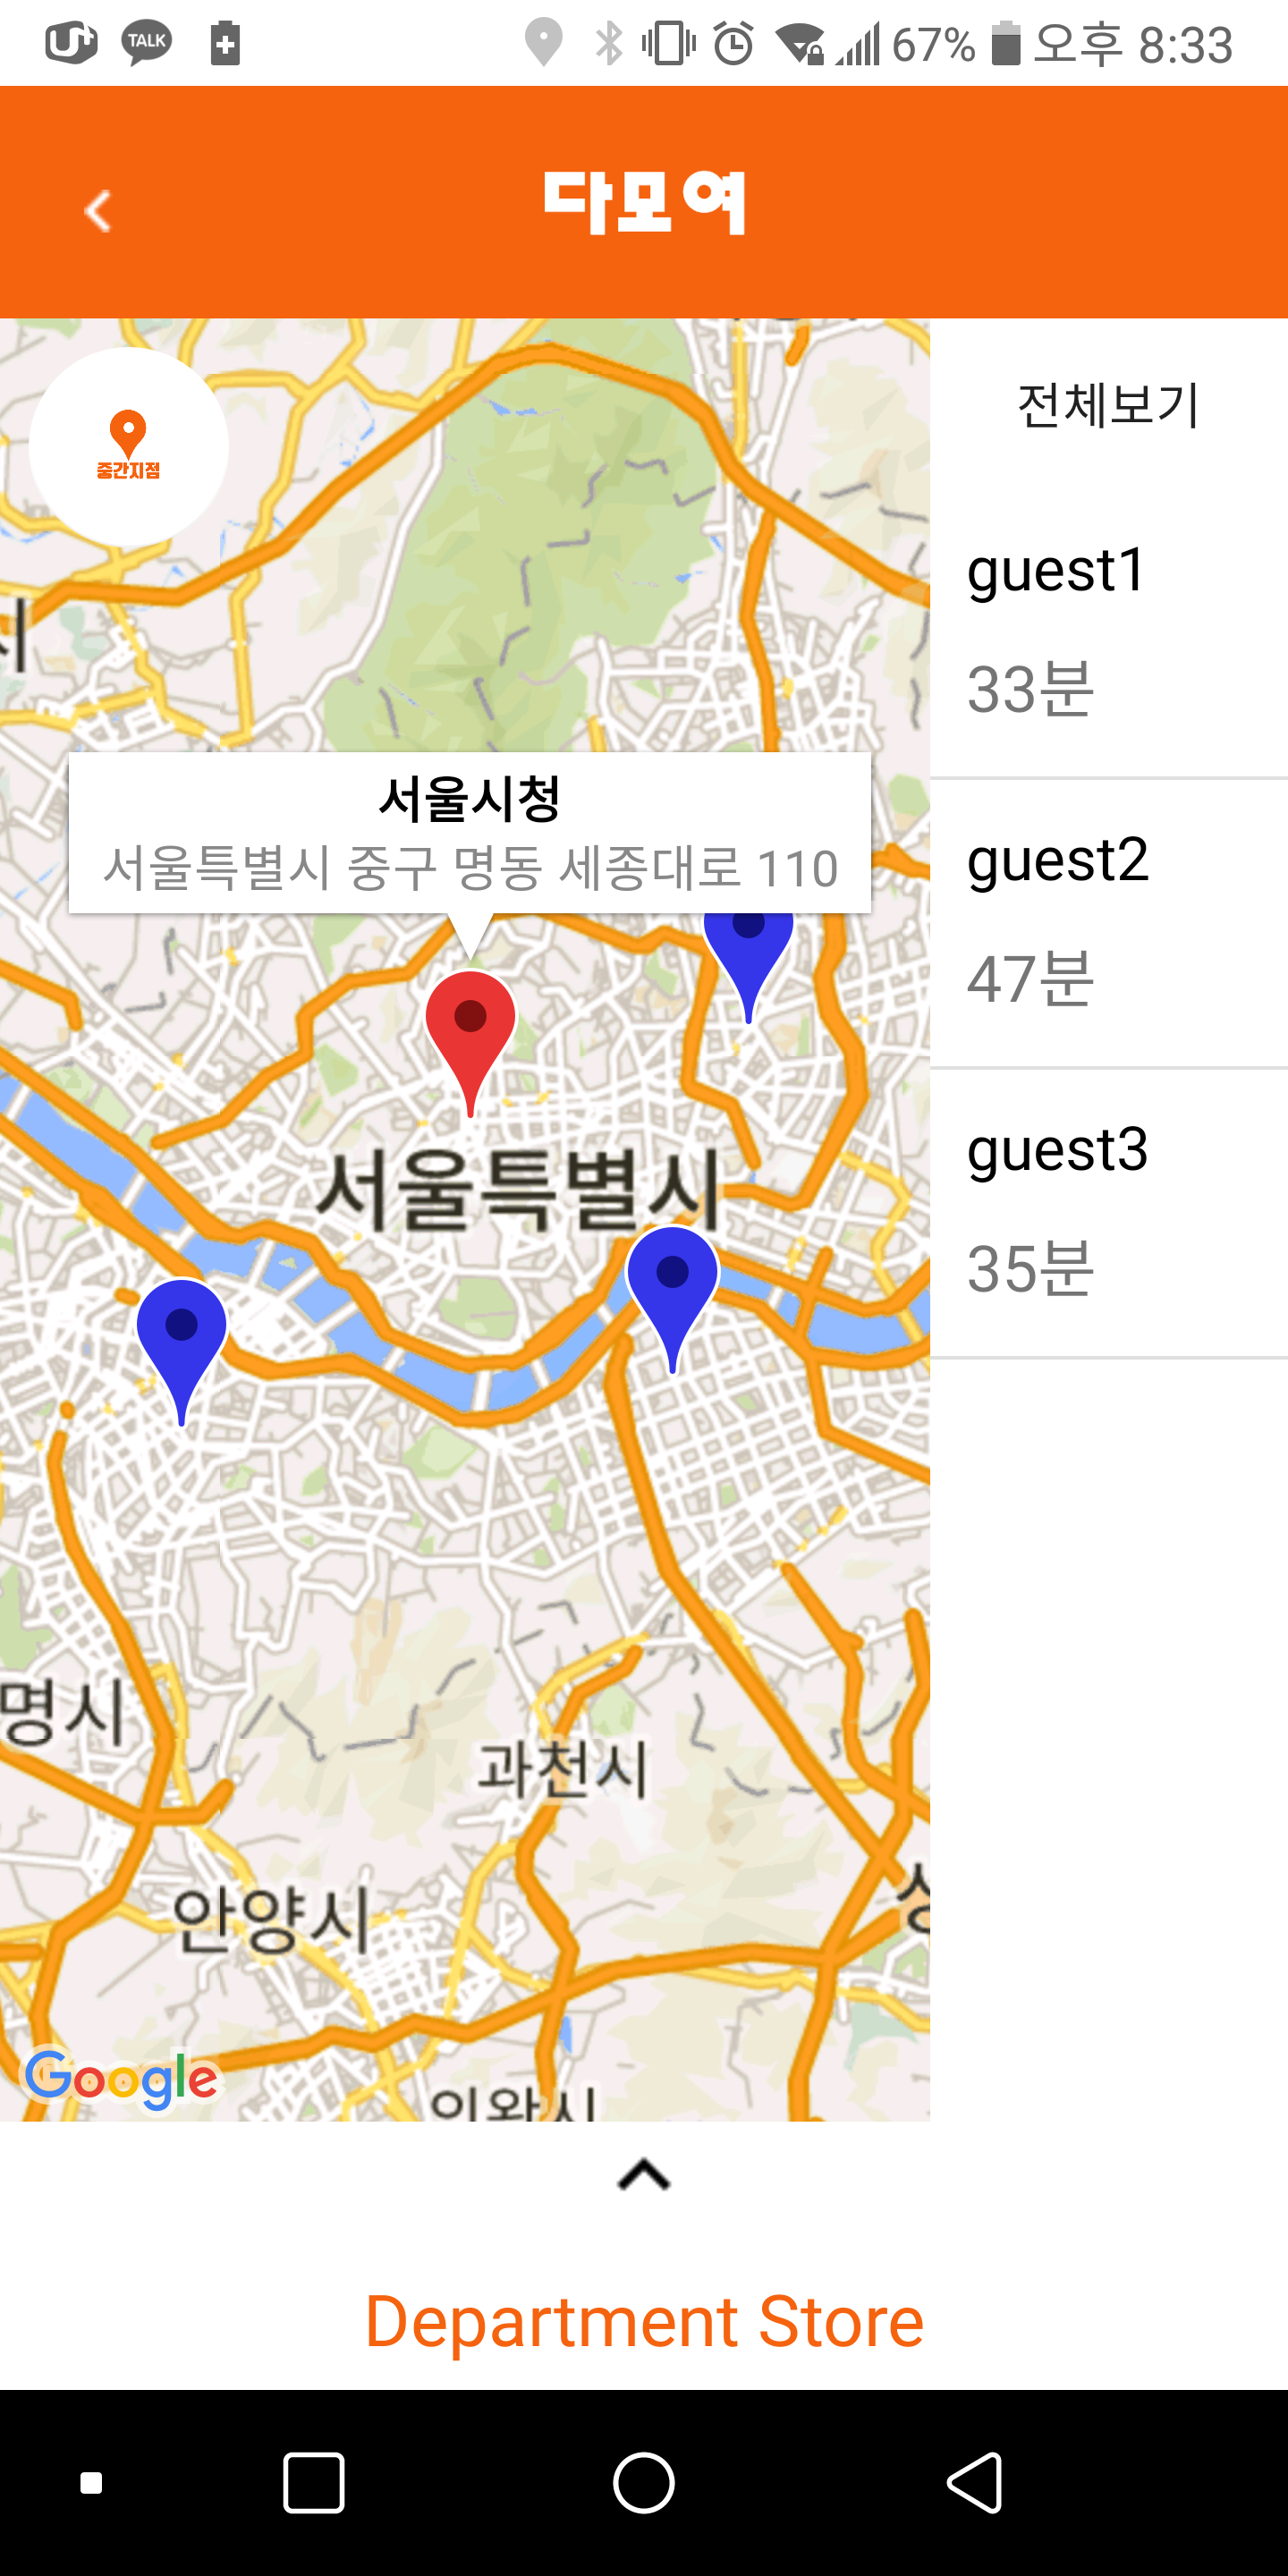 U+ TALK 67% 오후 8:33
다모여
중간지점
전체보기
guest1
33분
서울시청
서울특별시 중구 명동 세종대로 110
guest2
47분
guest3
35분
서울특별시
명시
과천시
안양시
Google
Department Store